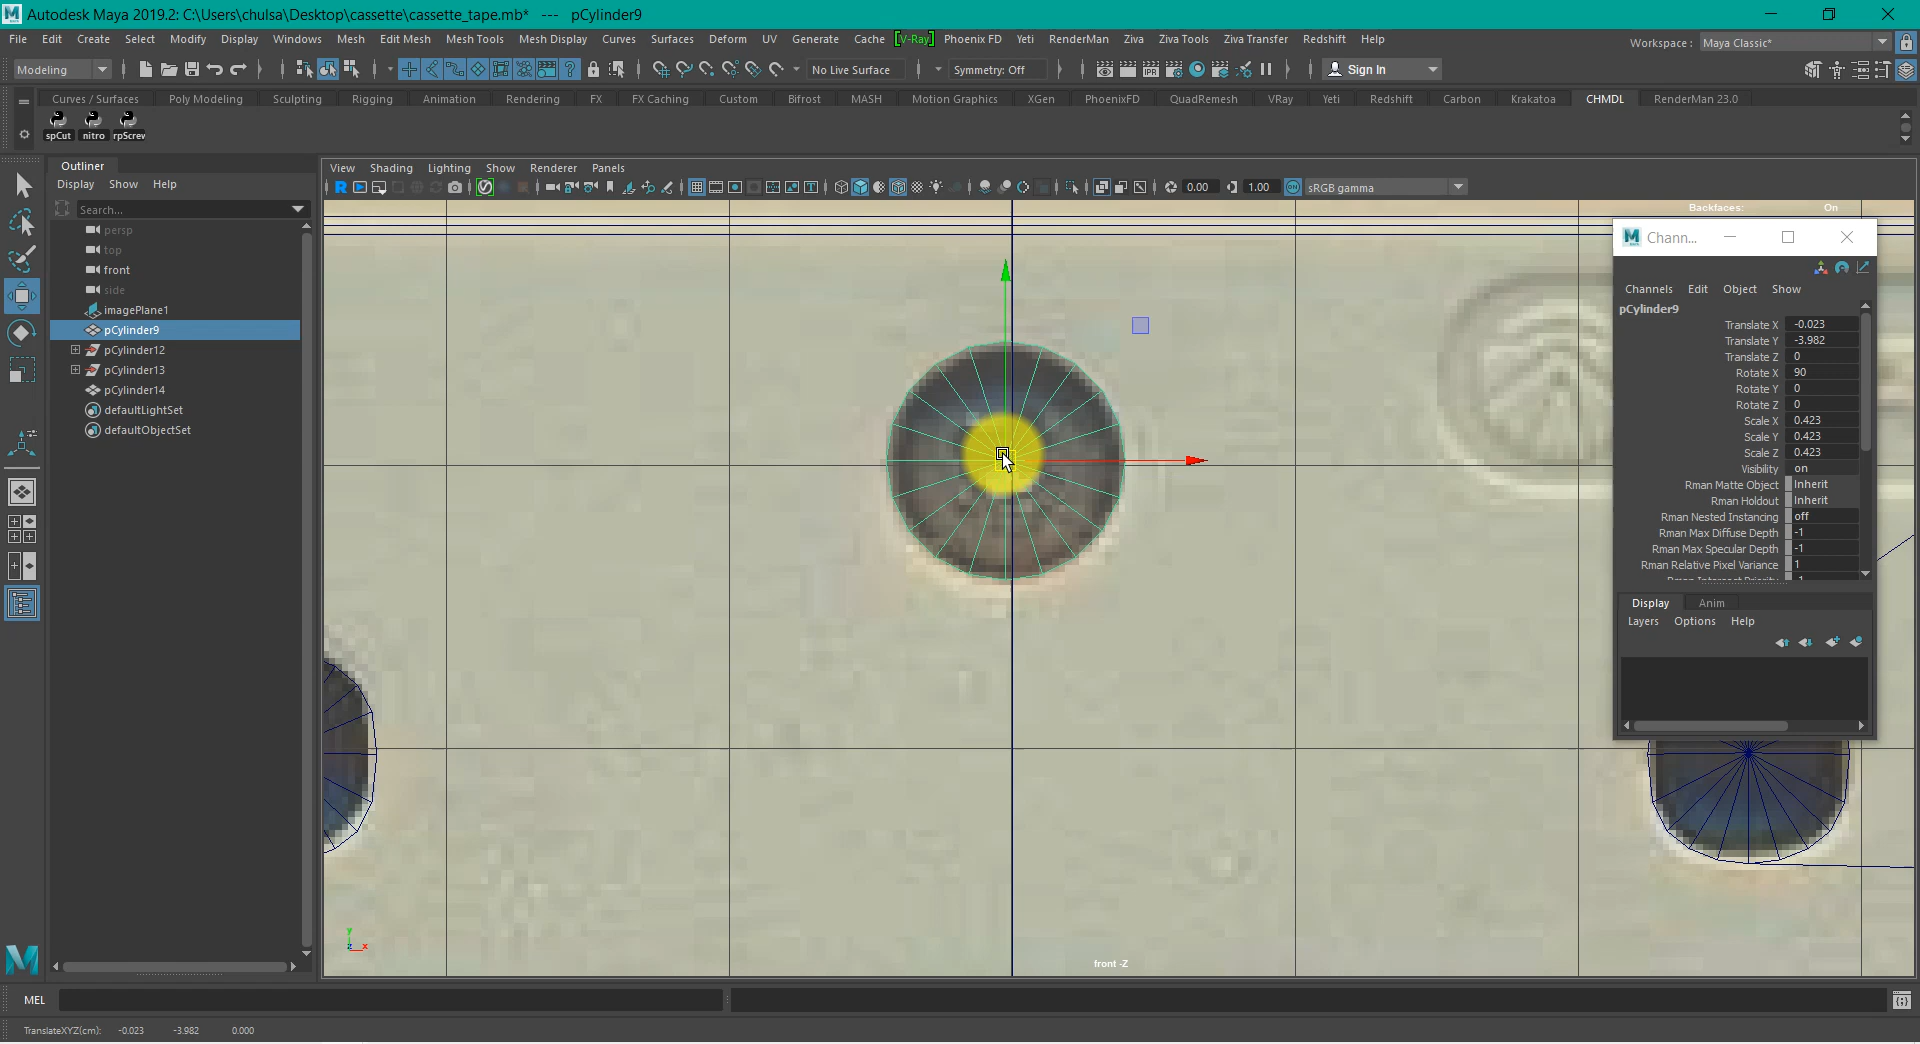 Autodesk Maya 2019.2: C:\Users\chulsa\Desktop\cassette\cassette_tape.mb* --- pCylinder9
File Edit Create Select Modify Display Windows Mesh Edit Mesh Mesh Tools Mesh Display Curves Surfaces Deform UV Generate Cache [V-Ray] Phoenix FD Yeti RenderMan Ziva Ziva Tools Ziva Transfer Redshift Help
Workspace : Maya Classic*
Modeling No Live Surface Symmetry: Off IPR Sign In
Curves / Surfaces Poly Modeling Sculpting Rigging Animation Rendering FX FX Caching Custom Bifrost MASH Motion Graphics XGen PhoenixFD QuadRemesh VRay Yeti Redshift Carbon Krakatoa CHMDL RenderMan 23.0
spCut nitro rpScrew
Outliner
Display Show Help
Search...
persp
top
front
side
imagePlane1
pCylinder9
pCylinder12
pCylinder13
pCylinder14
defaultLightSet
defaultObjectSet
View Shading Lighting Show Renderer Panels
0.00 1.00 sRGB gamma
Backfaces: On
Chann...
Channels Edit Object Show
pCylinder9
Translate X -0.023
Translate Y -3.982
Translate Z 0
Rotate X 90
Rotate Y 0
Rotate Z 0
Scale X 0.423
Scale Y 0.423
Scale Z 0.423
Visibility on
Rman Matte Object Inherit
Rman Holdout Inherit
Rman Nested Instancing off
Rman Max Diffuse Depth -1
Rman Max Specular Depth -1
Rman Relative Pixel Variance 1
Display Anim
Layers Options Help
y
z x
front -Z
MEL
TranslateXYZ(cm): -0.023 -3.982 0.000